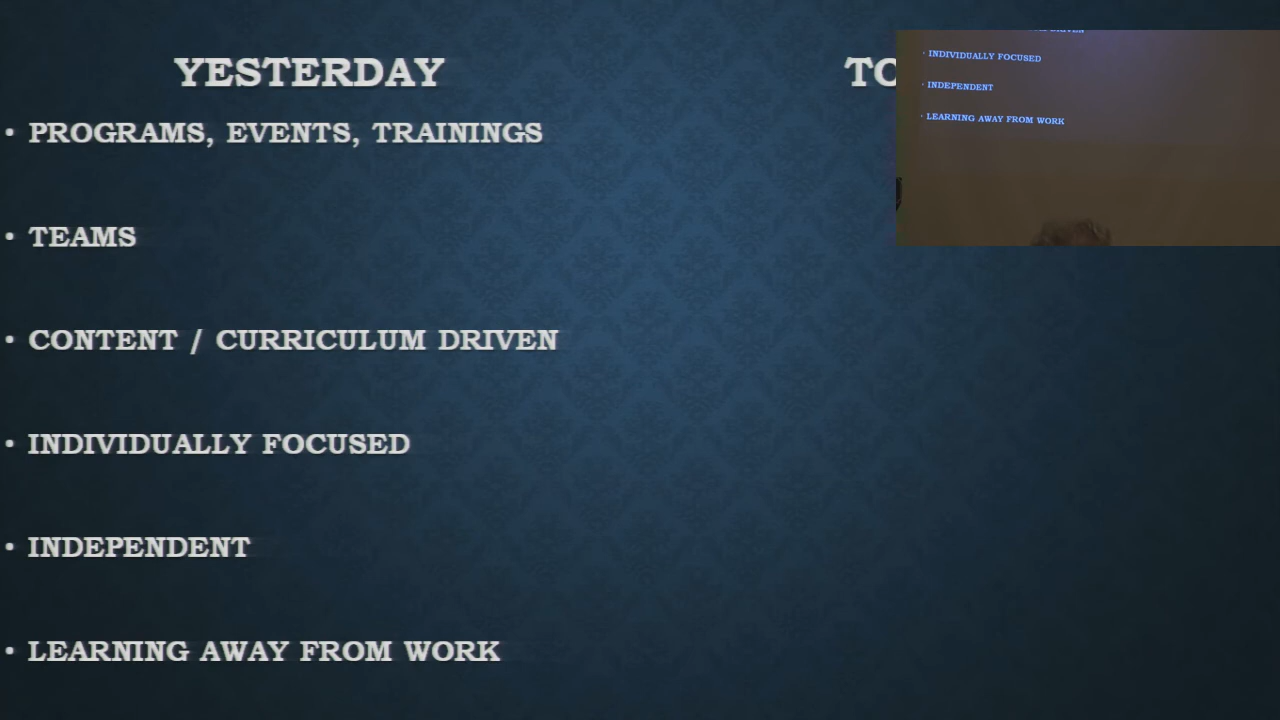 YESTERDAY
• PROGRAMS, EVENTS, TRAININGS
• TEAMS
• CONTENT / CURRICULUM DRIVEN
• INDIVIDUALLY FOCUSED
• INDEPENDENT
• LEARNING AWAY FROM WORK
TO
DRIVEN
• INDIVIDUALLY FOCUSED
• INDEPENDENT
• LEARNING AWAY FROM WORK